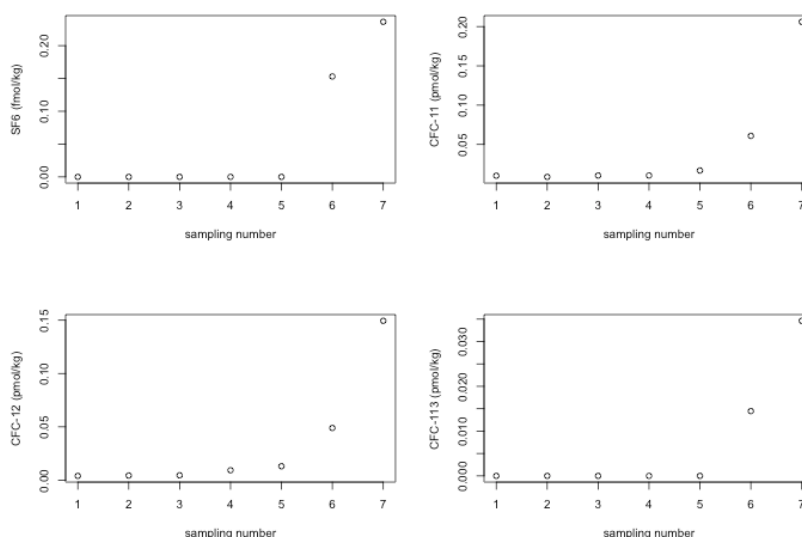 SF6 (fmol/kg)
0.20
0.10
0.00
1 2 3 4 5 6 7
sampling number
CFC-11 (pmol/kg)
0.20
0.15
0.10
0.05
1 2 3 4 5 6 7
sampling number
CFC-12 (pmol/kg)
0.15
0.10
0.05
0.00
1 2 3 4 5 6 7
sampling number
CFC-113 (pmol/kg)
0.030
0.020
0.010
0.000
1 2 3 4 5 6 7
sampling number